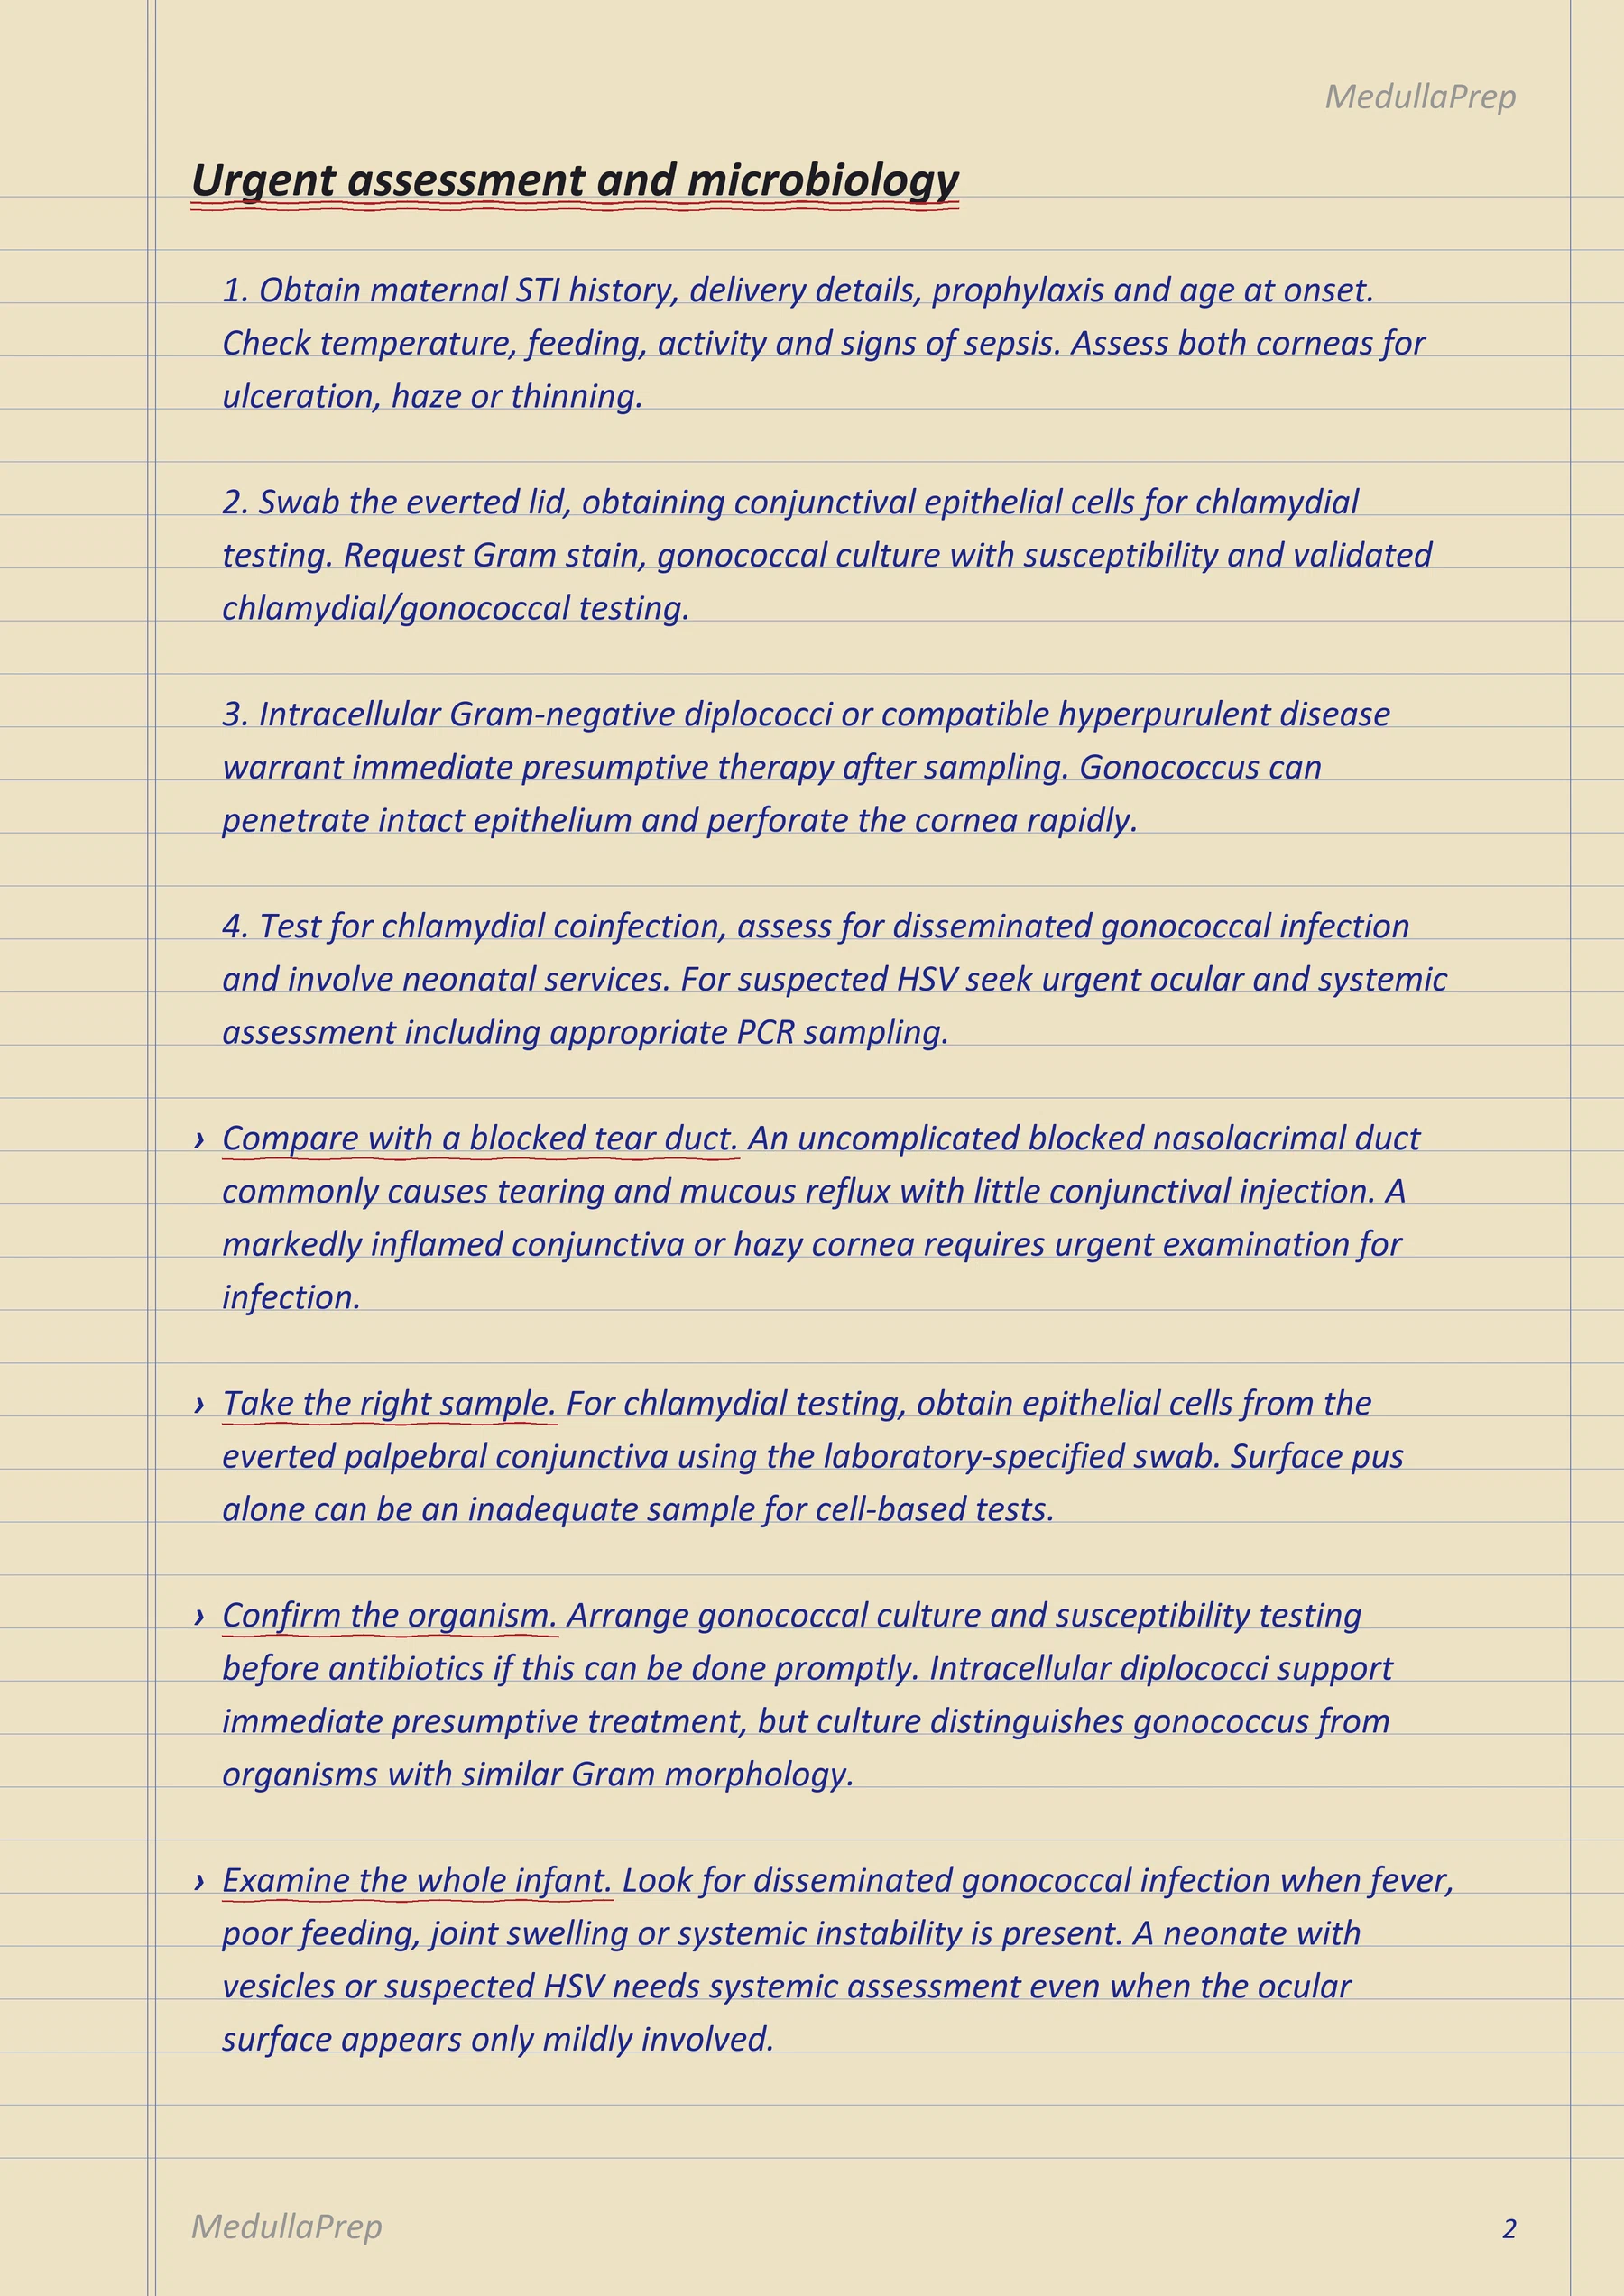 MedullaPrep
Urgent assessment and microbiology
1. Obtain maternal STI history, delivery details, prophylaxis and age at onset.
Check temperature, feeding, activity and signs of sepsis. Assess both corneas for
ulceration, haze or thinning.
2. Swab the everted lid, obtaining conjunctival epithelial cells for chlamydial
testing. Request Gram stain, gonococcal culture with susceptibility and validated
chlamydial/gonococcal testing.
3. Intracellular Gram-negative diplococci or compatible hyperpurulent disease
warrant immediate presumptive therapy after sampling. Gonococcus can
penetrate intact epithelium and perforate the cornea rapidly.
4. Test for chlamydial coinfection, assess for disseminated gonococcal infection
and involve neonatal services. For suspected HSV seek urgent ocular and systemic
assessment including appropriate PCR sampling.
› Compare with a blocked tear duct. An uncomplicated blocked nasolacrimal duct
commonly causes tearing and mucous reflux with little conjunctival injection. A
markedly inflamed conjunctiva or hazy cornea requires urgent examination for
infection.
› Take the right sample. For chlamydial testing, obtain epithelial cells from the
everted palpebral conjunctiva using the laboratory-specified swab. Surface pus
alone can be an inadequate sample for cell-based tests.
› Confirm the organism. Arrange gonococcal culture and susceptibility testing
before antibiotics if this can be done promptly. Intracellular diplococci support
immediate presumptive treatment, but culture distinguishes gonococcus from
organisms with similar Gram morphology.
› Examine the whole infant. Look for disseminated gonococcal infection when fever,
poor feeding, joint swelling or systemic instability is present. A neonate with
vesicles or suspected HSV needs systemic assessment even when the ocular
surface appears only mildly involved.
MedullaPrep
2